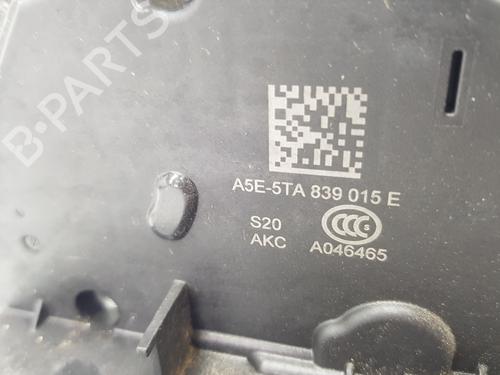 B-PARTS
A5E-5TA 839 015 E
S20
AKC
CCC S
A046465